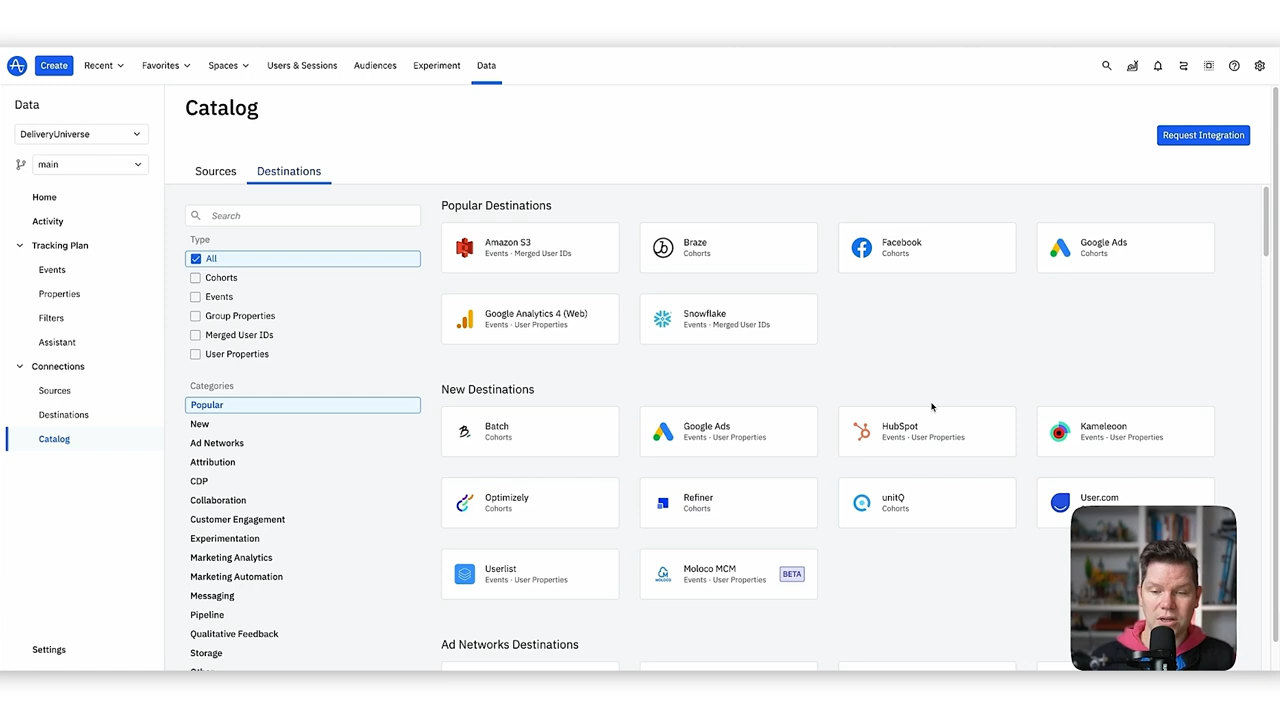 Create
Recent
Favorites
Spaces
Users & Sessions
Audiences
Experiment
Data
Data
DeliveryUniverse
main
Home
Activity
Tracking Plan
Events
Properties
Filters
Assistant
Connections
Sources
Destinations
Catalog
Settings
Catalog
Request Integration
Sources
Destinations
Search
Type
All
Cohorts
Events
Group Properties
Merged User IDs
User Properties
Categories
Popular
New
Ad Networks
Attribution
CDP
Collaboration
Customer Engagement
Experimentation
Marketing Analytics
Marketing Automation
Messaging
Pipeline
Qualitative Feedback
Storage
Popular Destinations
Amazon S3
Events · Merged User IDs
Braze
Cohorts
Facebook
Cohorts
Google Ads
Cohorts
Google Analytics 4 (Web)
Events · User Properties
Snowflake
Events · Merged User IDs
New Destinations
Batch
Cohorts
Google Ads
Events · User Properties
HubSpot
Events · User Properties
Kameleoon
Events · User Properties
Optimizely
Cohorts
Refiner
Cohorts
unitQ
Cohorts
User.com
Userlist
Events · User Properties
Moloco MCM
Events · User Properties
BETA
Ad Networks Destinations